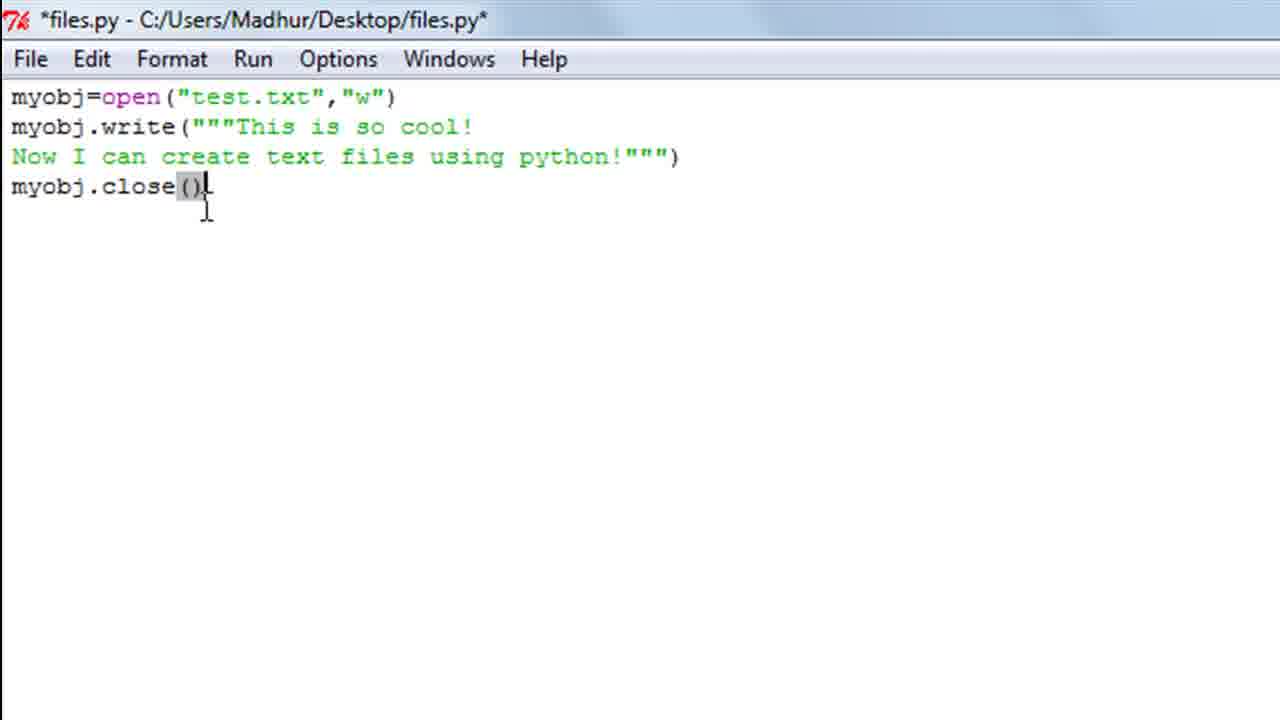 *files.py - C:/Users/Madhur/Desktop/files.py*
File Edit Format Run Options Windows Help
myobj=open("test.txt","w")
myobj.write("""This is so cool!
Now I can create text files using python!""")
myobj.close()